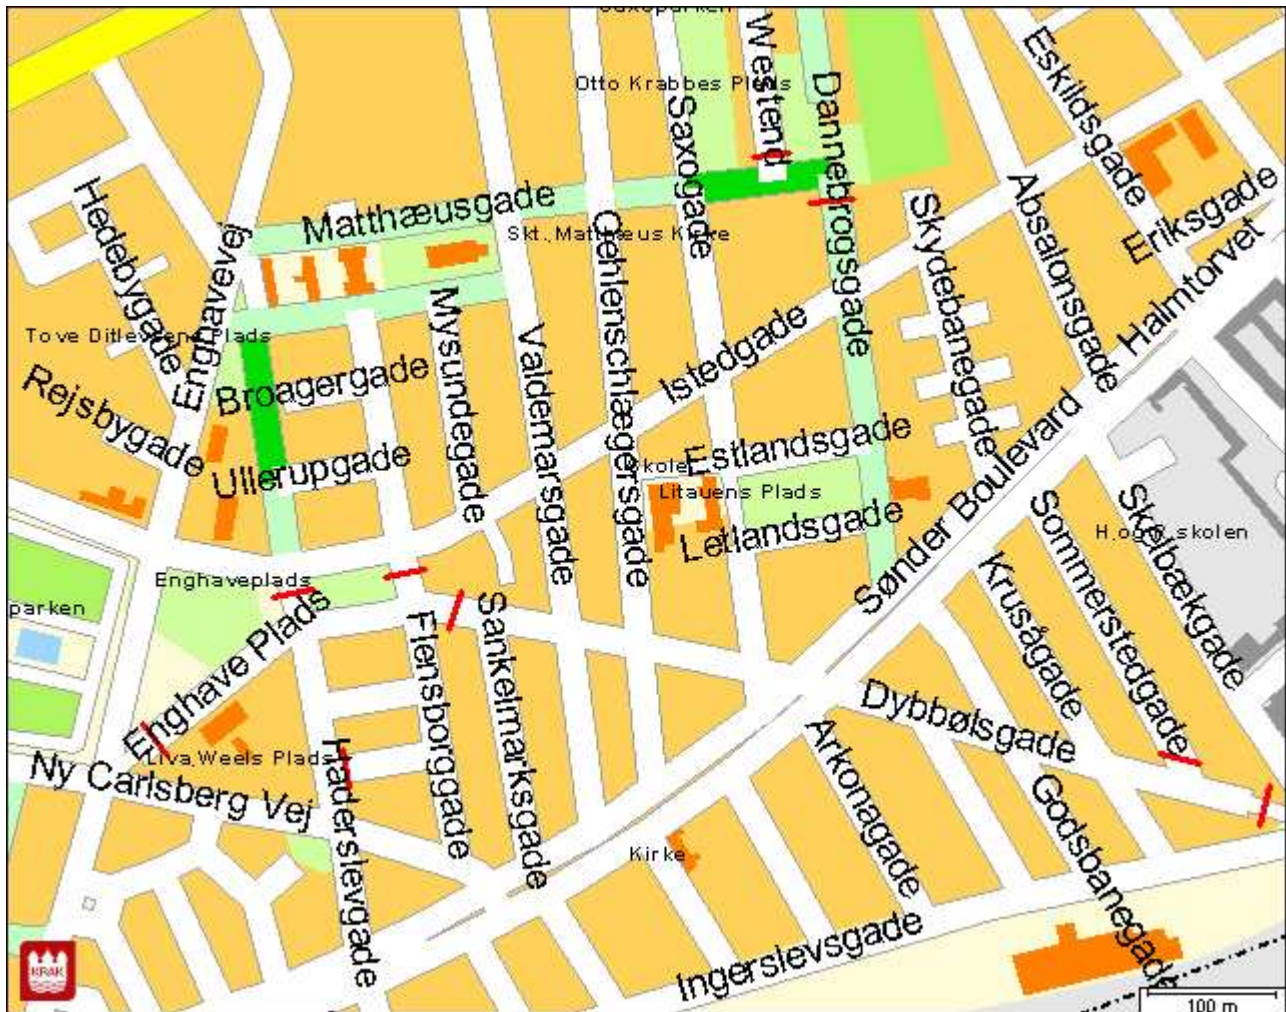 Saxoparken
Westend
Otto Krabbes Plads
Eskildsgade
Dannebrogsgade
Saxogade
Hedebygade
Matthæusgade
Absalonsgade
Eriksgade
Skydebanegade
Enghavevej
Oehlenschlægersgade
Skt. Matthæus Kirke
Halmtorvet
Tove Ditlevsens Plads
Mysundegade
Valdemarsgade
Istedgade
Rejsbygade
Broagergade
Ullerupgade
Estlandsgade
Skolen
Litauens Plads
Letlandsgade
Sønder Boulevard
Sommerstedgade
Skelbækgade
H.og S.skolen
Krusågade
Enghaveplads
parken
Enghave Plads
Flensborggade
Sankelmarksgade
Dybbølsgade
Liva Weels Plads
Haderslevgade
Ny Carlsberg Vej
Arkonagade
Godsbanegade
Kirke
Ingerslevsgade
KRAK
100 m